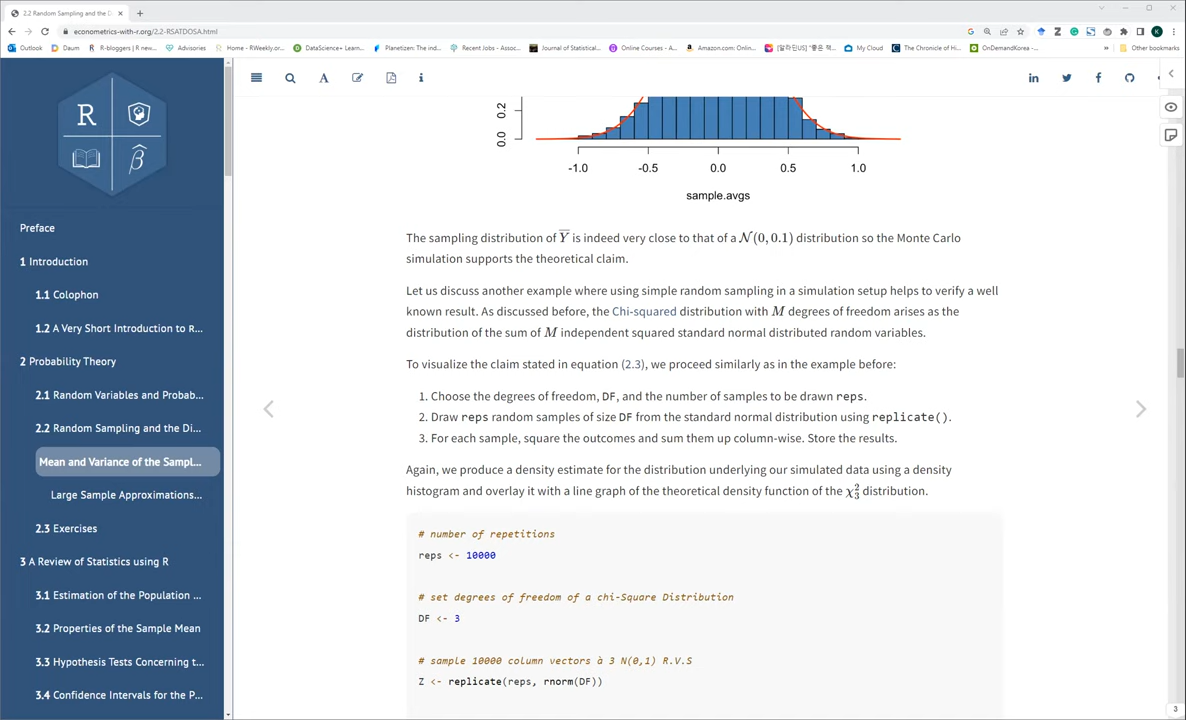 2.2 Random Sampling and the D
econometrics-with-r.org/2.2-RSATDOSA.html
K
Outlook Daum R-bloggers | R new... Advisories Home - RWeekly.or... DataScience+ Learn... Planetizen: The ind... Recent Jobs - Assoc... Journal of Statistical... Online Courses - A... Amazon.com: Onlin... My Cloud The Chronicle of Hi... OnDemandKorea -... » Other bookmarks
R
β̂
Preface
1 Introduction
1.1 Colophon
1.2 A Very Short Introduction to R...
2 Probability Theory
2.1 Random Variables and Probab...
2.2 Random Sampling and the Di...
Mean and Variance of the Sampl...
Large Sample Approximations...
2.3 Exercises
3 A Review of Statistics using R
3.1 Estimation of the Population ...
3.2 Properties of the Sample Mean
3.3 Hypothesis Tests Concerning t...
3.4 Confidence Intervals for the P...
A
i
0.2
0.0
-1.0 -0.5 0.0 0.5 1.0
sample.avgs
The sampling distribution of Y̅ is indeed very close to that of a 𝒩(0, 0.1) distribution so the Monte Carlo
simulation supports the theoretical claim.
Let us discuss another example where using simple random sampling in a simulation setup helps to verify a well
known result. As discussed before, the Chi-squared distribution with M degrees of freedom arises as the
distribution of the sum of M independent squared standard normal distributed random variables.
To visualize the claim stated in equation (2.3), we proceed similarly as in the example before:
1. Choose the degrees of freedom, DF, and the number of samples to be drawn reps.
2. Draw reps random samples of size DF from the standard normal distribution using replicate().
3. For each sample, square the outcomes and sum them up column-wise. Store the results.
Again, we produce a density estimate for the distribution underlying our simulated data using a density
histogram and overlay it with a line graph of the theoretical density function of the χ²₃ distribution.
# number of repetitions
reps <- 10000
# set degrees of freedom of a chi-Square Distribution
DF <- 3
# sample 10000 column vectors à 3 N(0,1) R.V.S
Z <- replicate(reps, rnorm(DF))
3